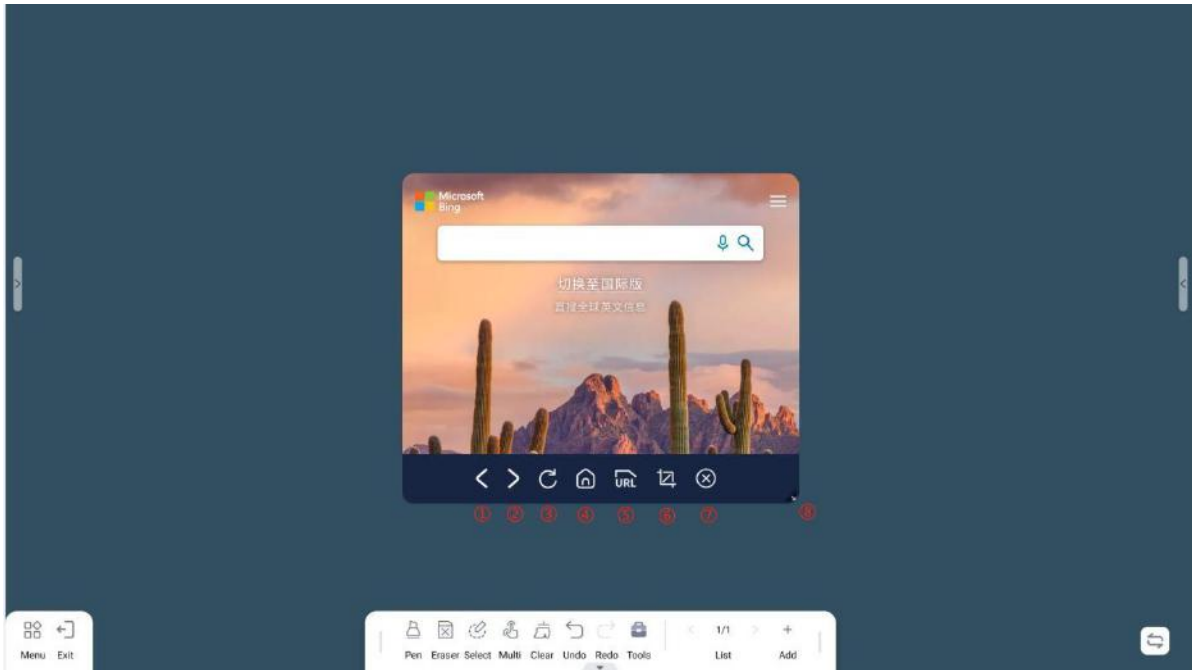 Microsoft
Bing
切换至国际版
直接全球英文信息
URL
① ② ③ ④ ⑤ ⑥ ⑦ ⑧
1/1
Menu Exit
Pen Eraser Select Multi Clear Undo Redo Tools
List Add